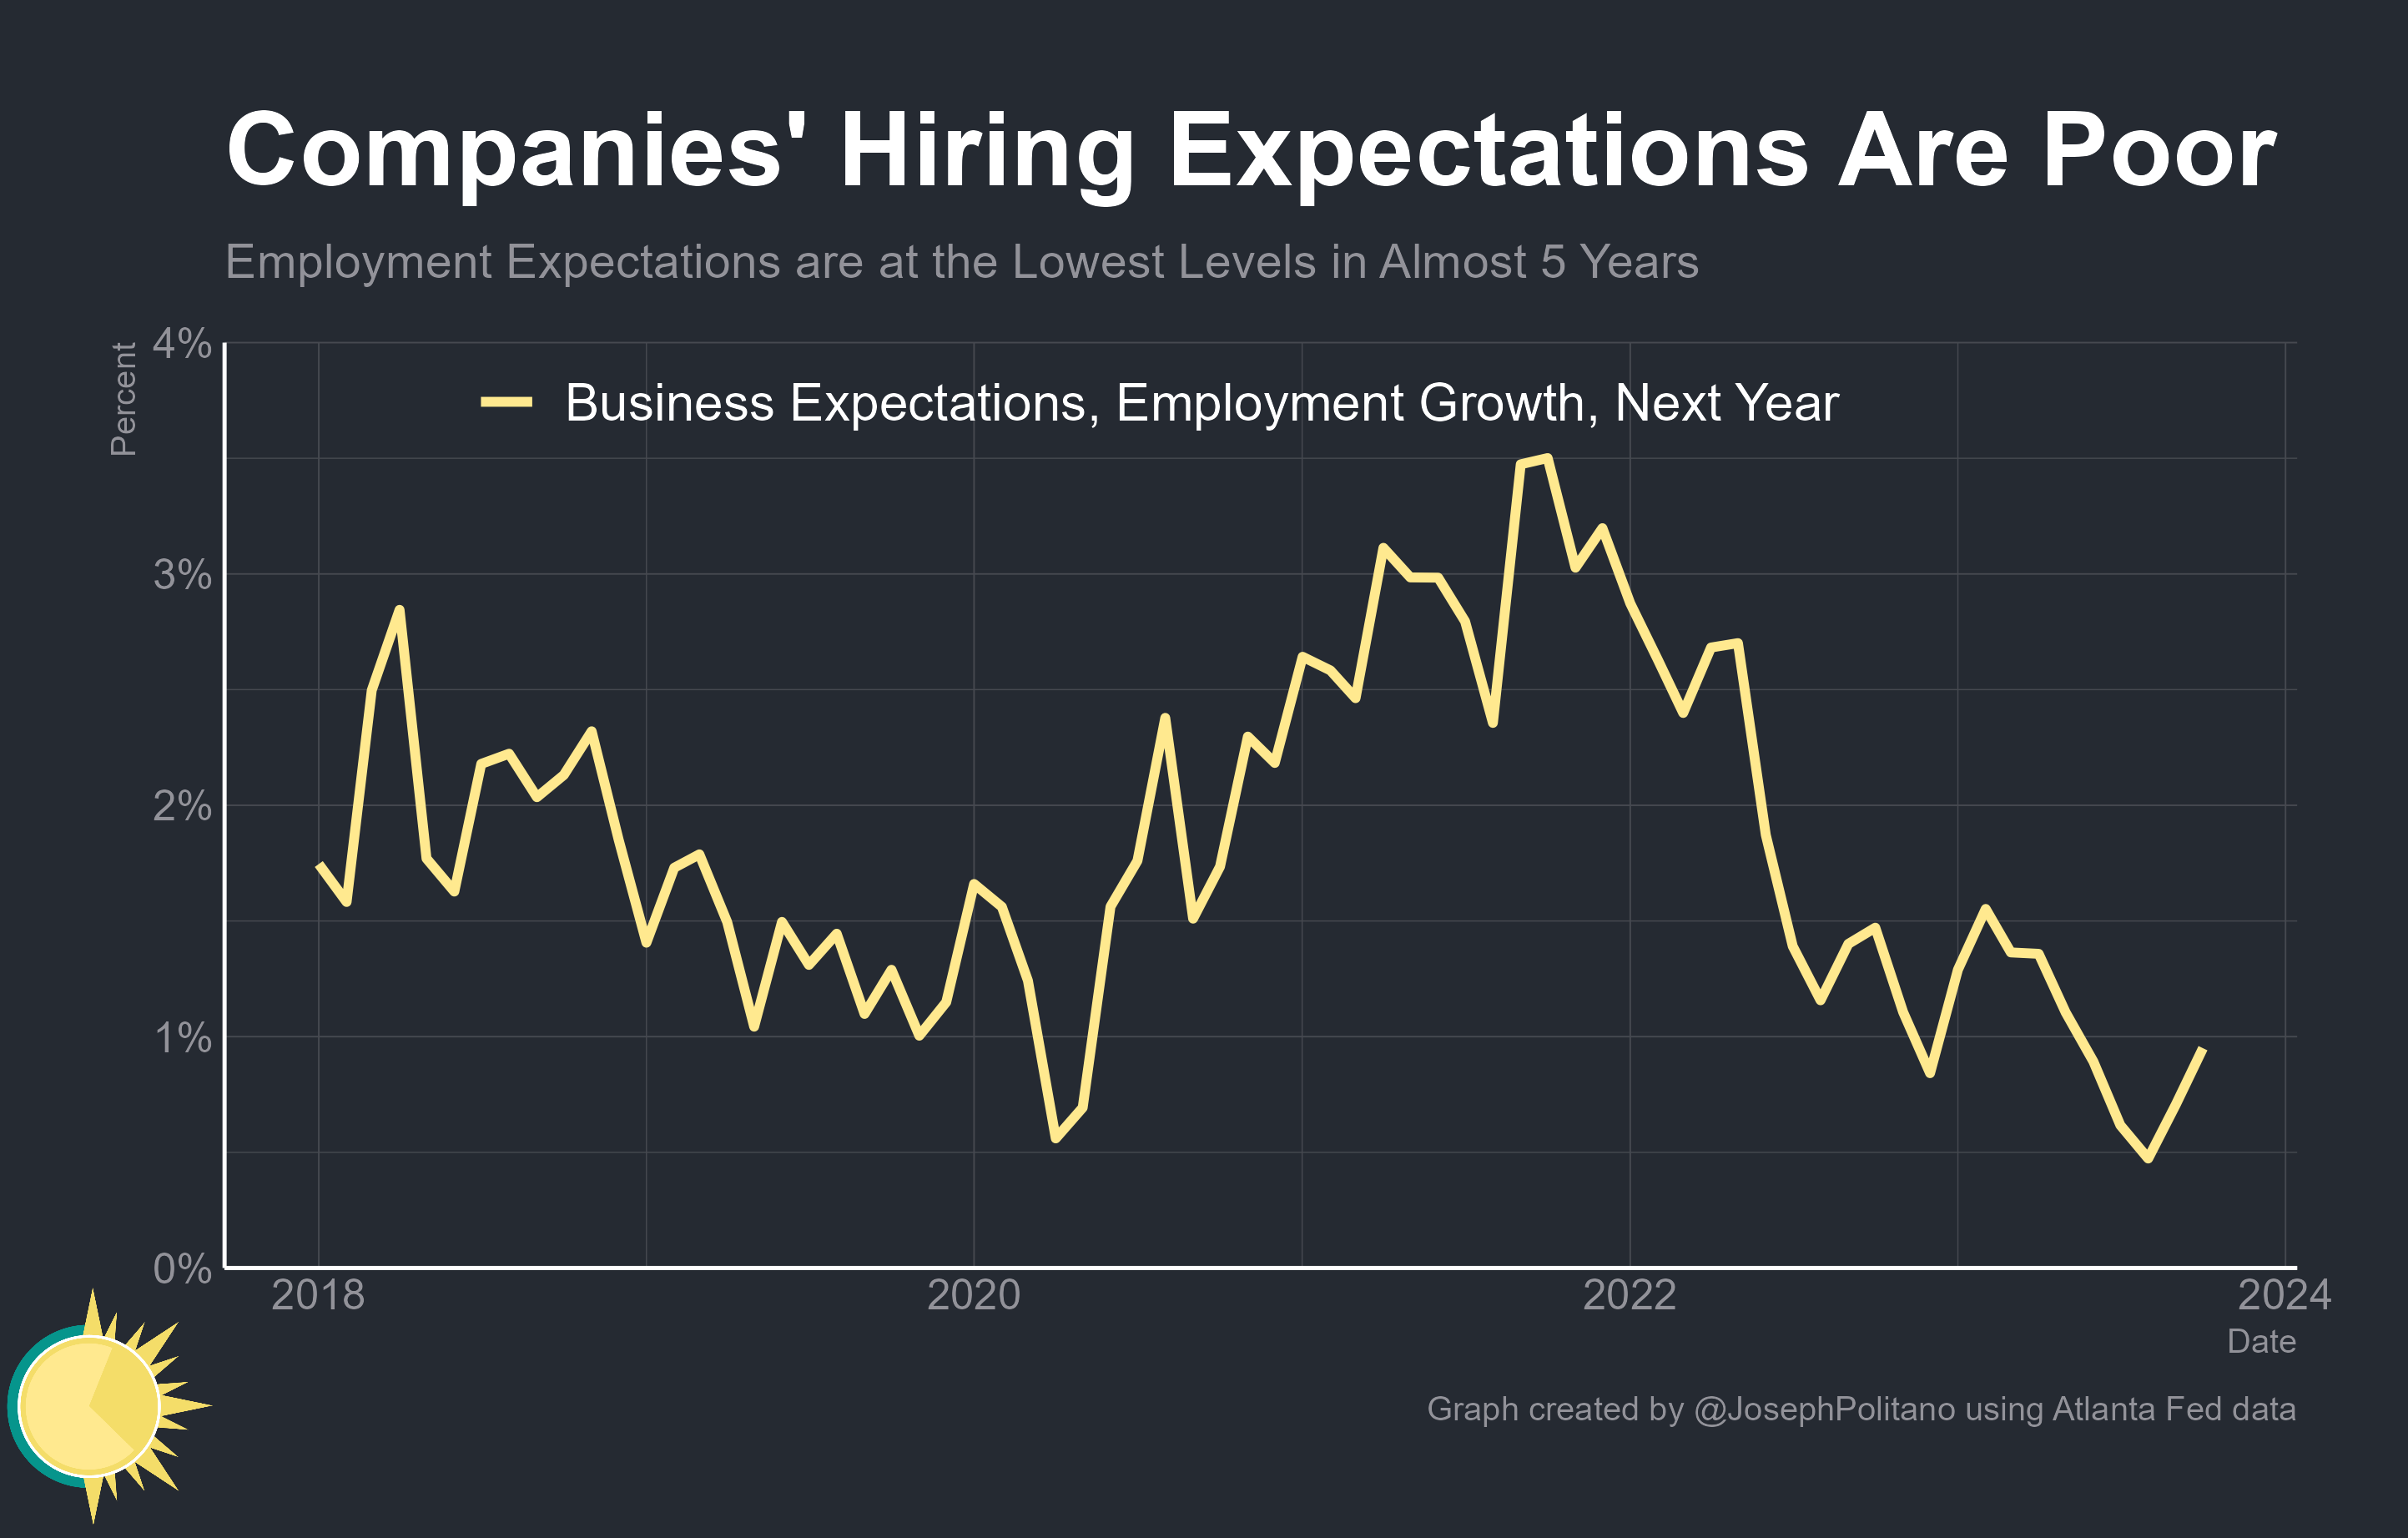 Companies' Hiring Expectations Are Poor
Employment Expectations are at the Lowest Levels in Almost 5 Years
Percent
4%
Business Expectations, Employment Growth, Next Year
3%
2%
1%
0%
2018 2020 2022 2024
Date
Graph created by @JosephPolitano using Atlanta Fed data